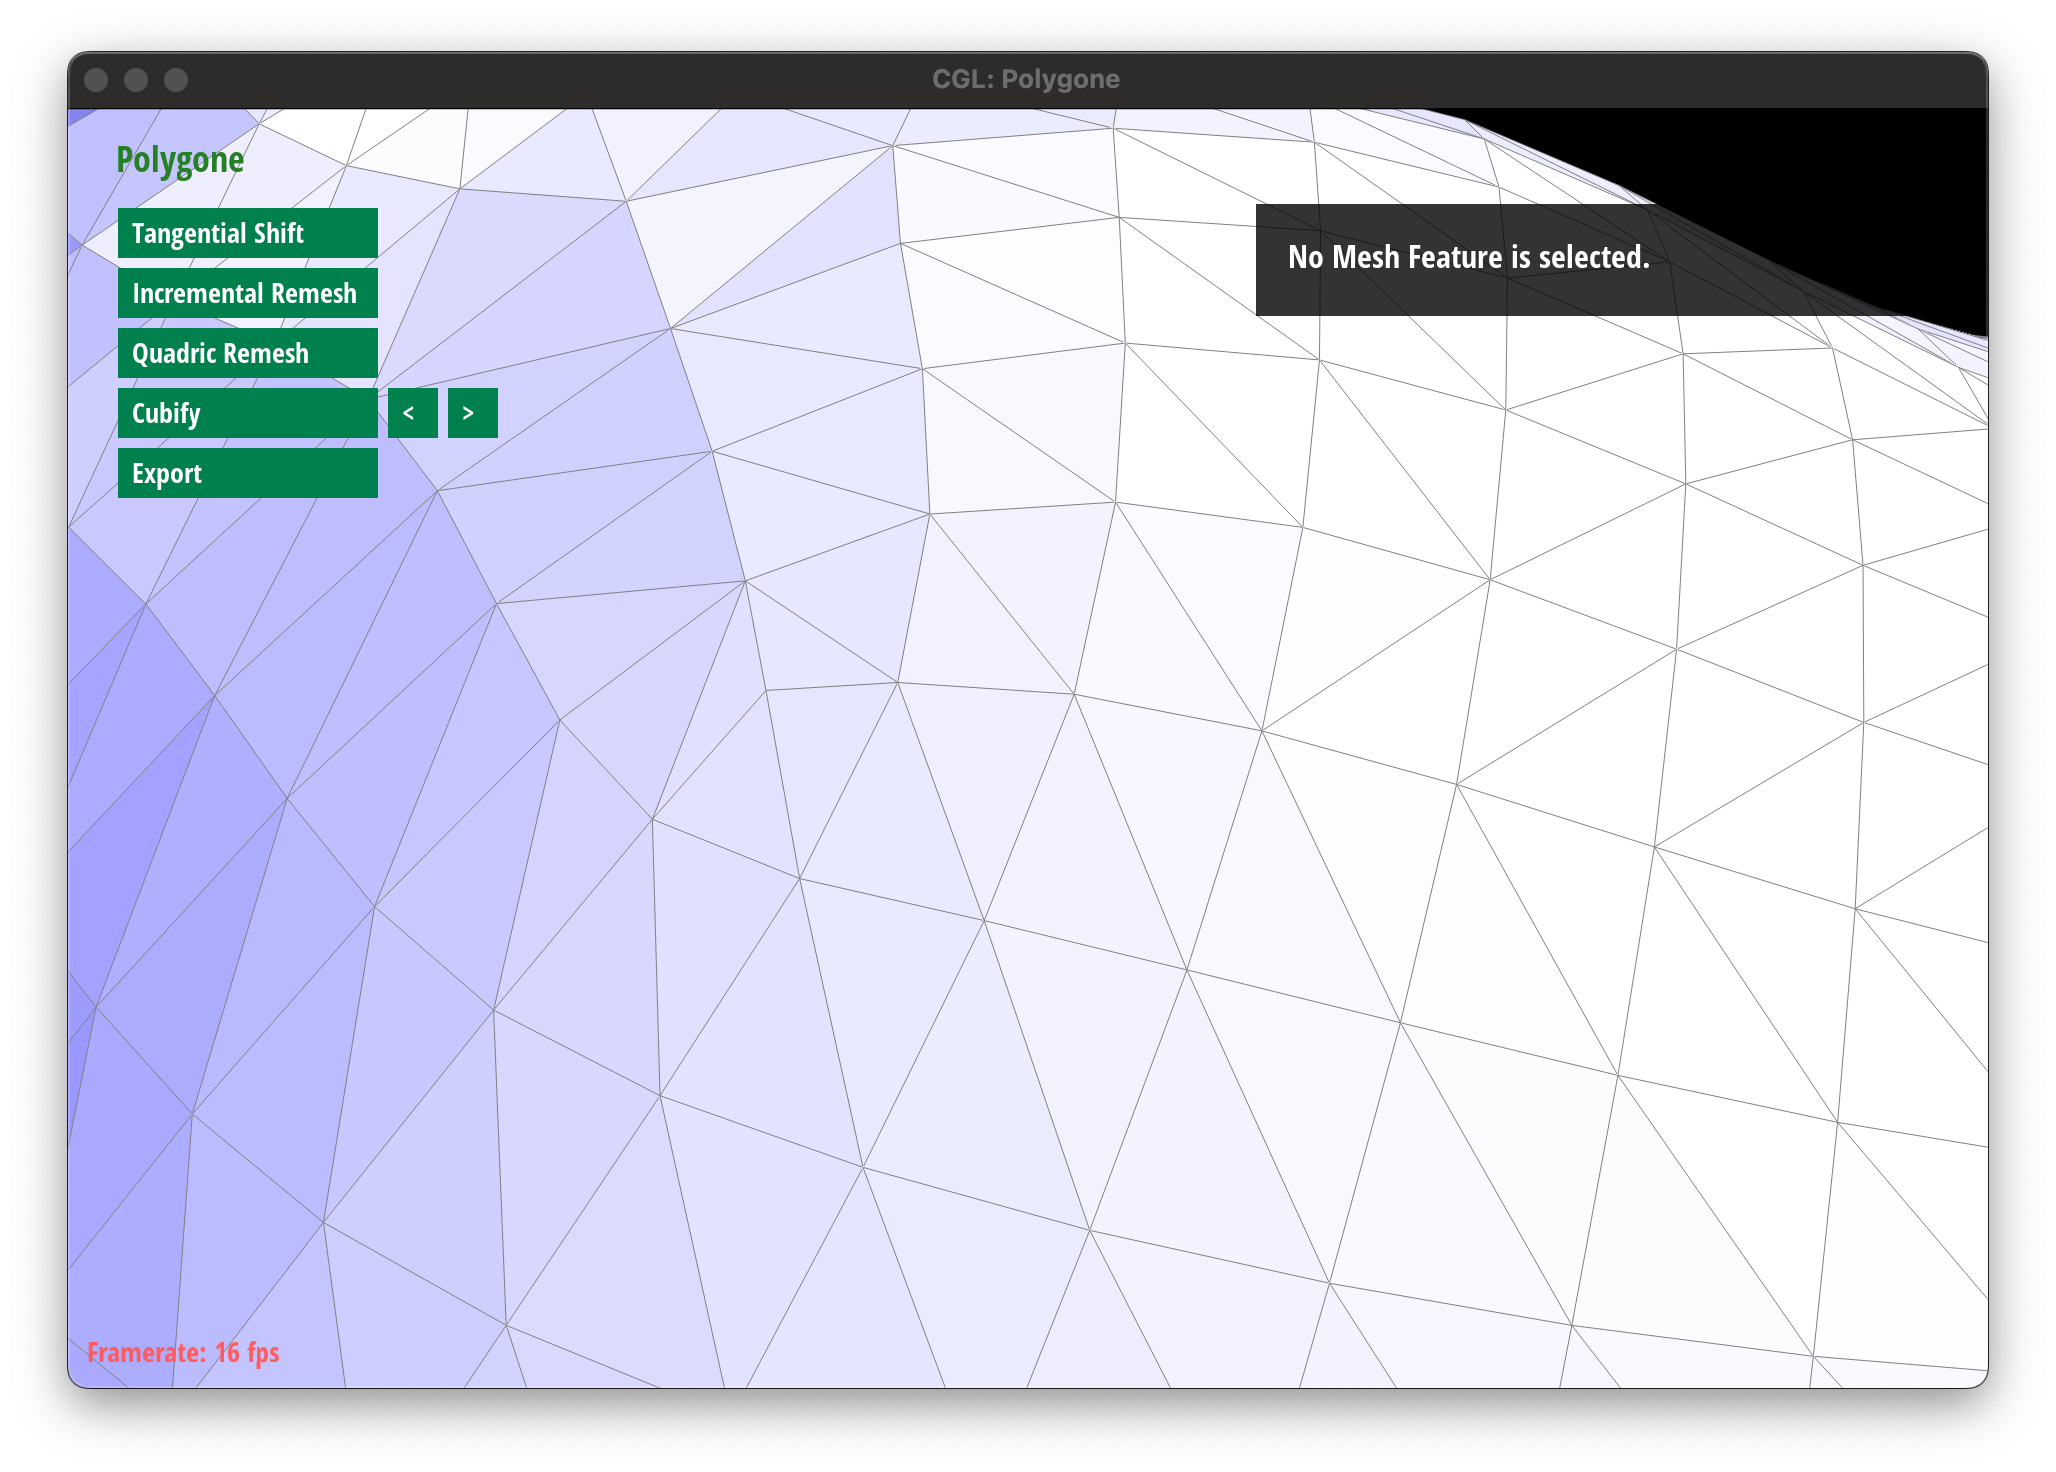 CGL: Polygone
Polygone
Tangential Shift
Incremental Remesh
Quadric Remesh
Cubify < >
Export
No Mesh Feature is selected.
Framerate: 16 fps